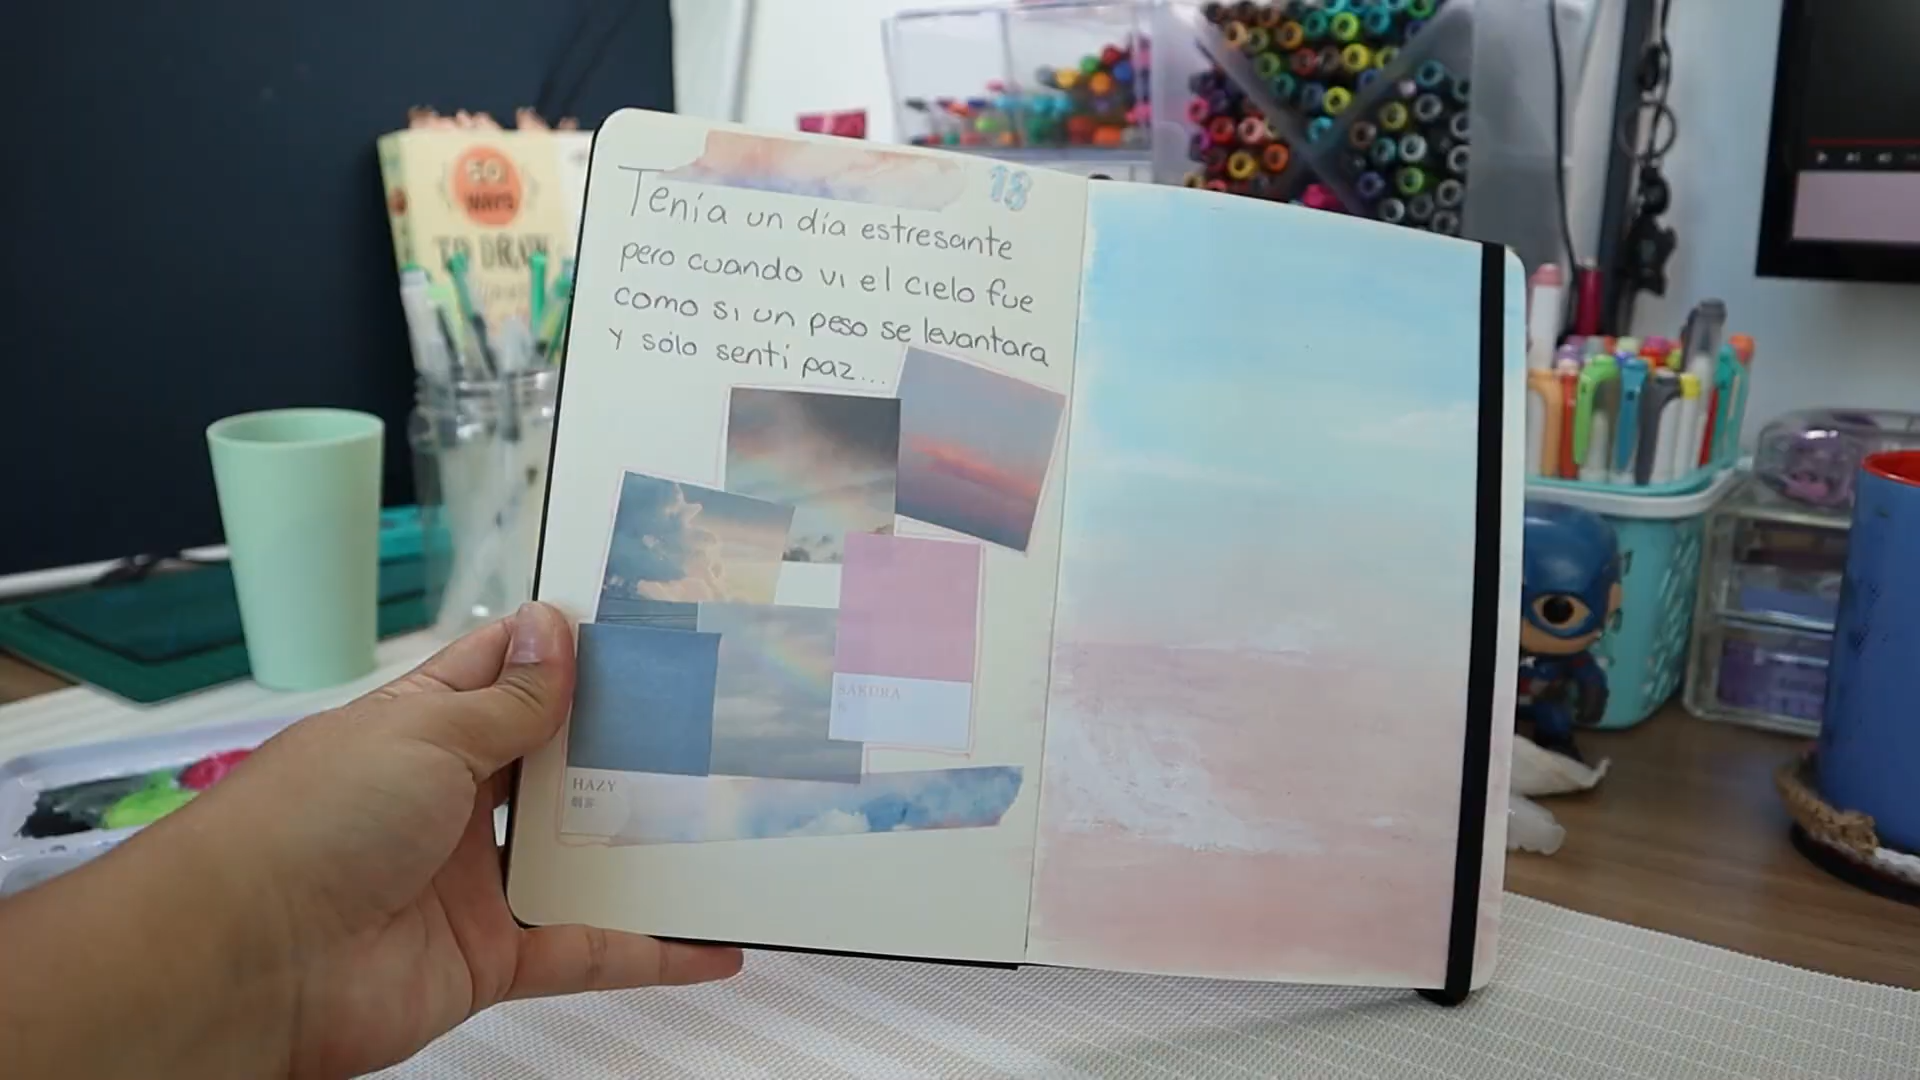 18
Tenía un día estresante
pero cuando vi el cielo fue
como si un peso se levantara
y sólo sentí paz...
SAKURA
HAZY
50
WAYS
TO DRAW